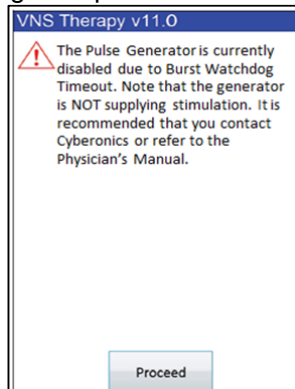 VNS Therapy v11.0
The Pulse Generator is currently
disabled due to Burst Watchdog
Timeout. Note that the generator
is NOT supplying stimulation. It is
recommended that you contact
Cyberonics or refer to the
Physician's Manual.
Proceed